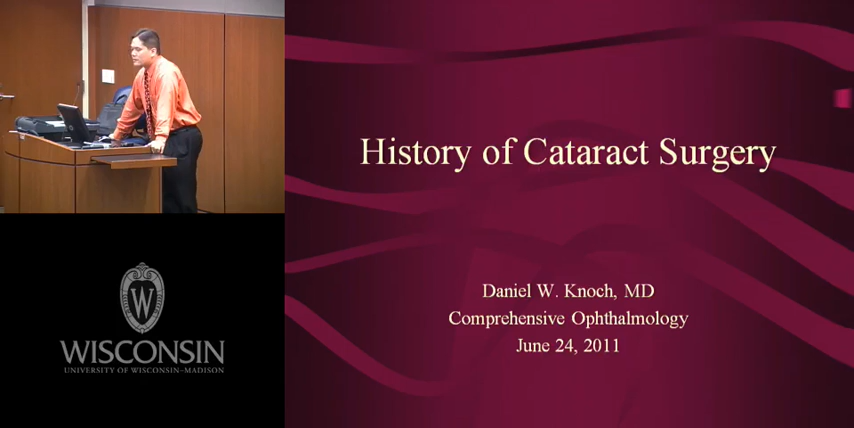 History of Cataract Surgery
Daniel W. Knoch, MD
Comprehensive Ophthalmology
June 24, 2011
W
WISCONSIN
UNIVERSITY OF WISCONSIN–MADISON